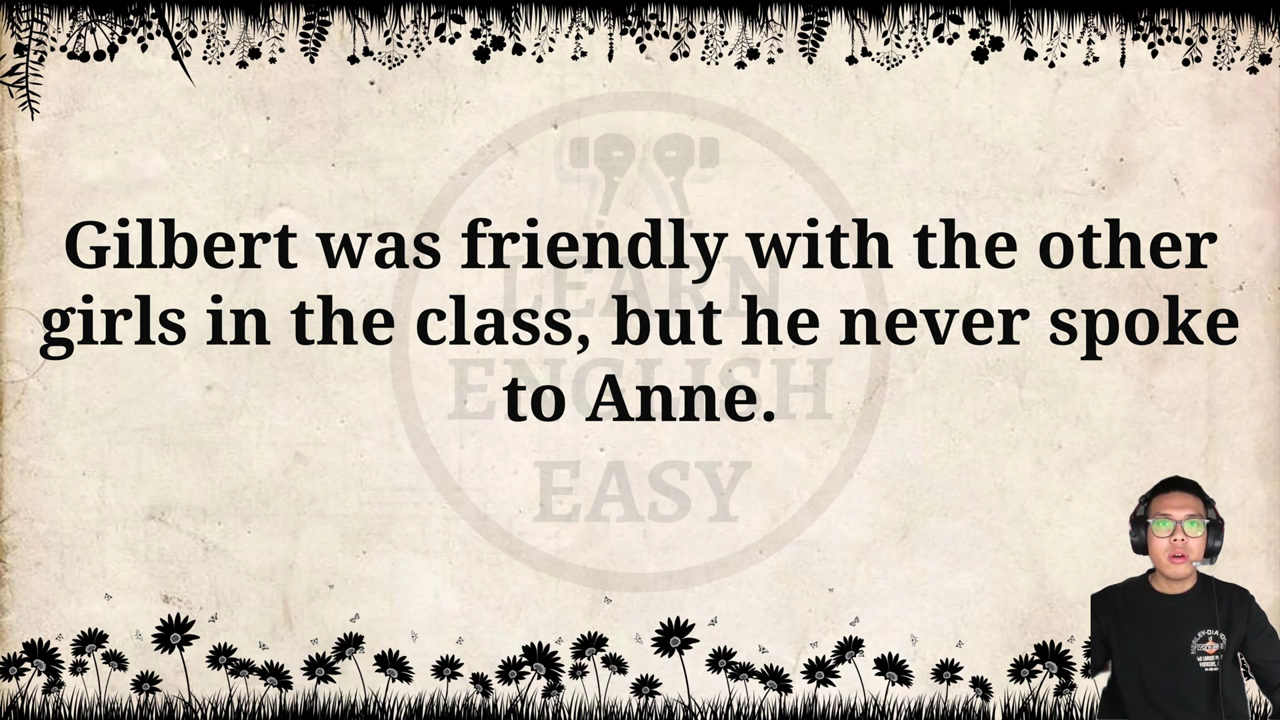 Gilbert was friendly with the other
girls in the class, but he never spoke
to Anne.
LEARN
ENGLISH
EASY